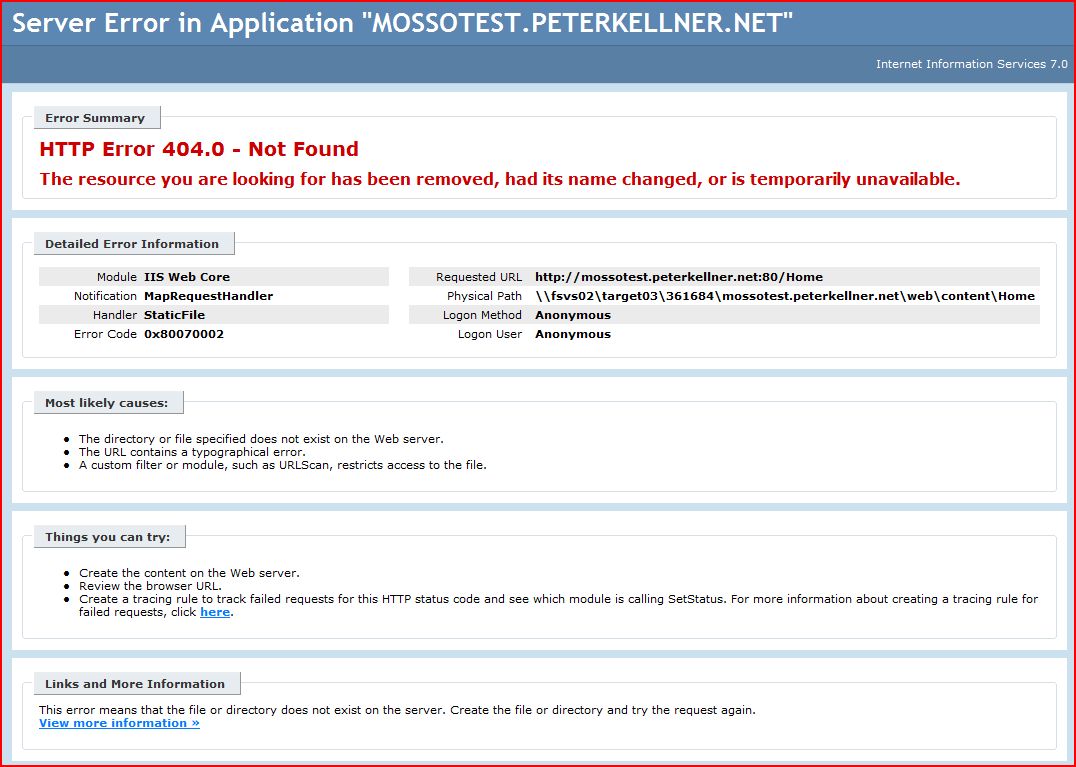 Server Error in Application "MOSSOTEST.PETERKELLNER.NET"
Internet Information Services 7.0
Error Summary
HTTP Error 404.0 - Not Found
The resource you are looking for has been removed, had its name changed, or is temporarily unavailable.
Detailed Error Information
Module IIS Web Core
Notification MapRequestHandler
Handler StaticFile
Error Code 0x80070002
Requested URL http://mossotest.peterkellner.net:80/Home
Physical Path \\fsvs02\target03\361684\mossotest.peterkellner.net\web\content\Home
Logon Method Anonymous
Logon User Anonymous
Most likely causes:
• The directory or file specified does not exist on the Web server.
• The URL contains a typographical error.
• A custom filter or module, such as URLScan, restricts access to the file.
Things you can try:
• Create the content on the Web server.
• Review the browser URL.
• Create a tracing rule to track failed requests for this HTTP status code and see which module is calling SetStatus. For more information about creating a tracing rule for
failed requests, click here.
Links and More Information
This error means that the file or directory does not exist on the server. Create the file or directory and try the request again.
View more information »